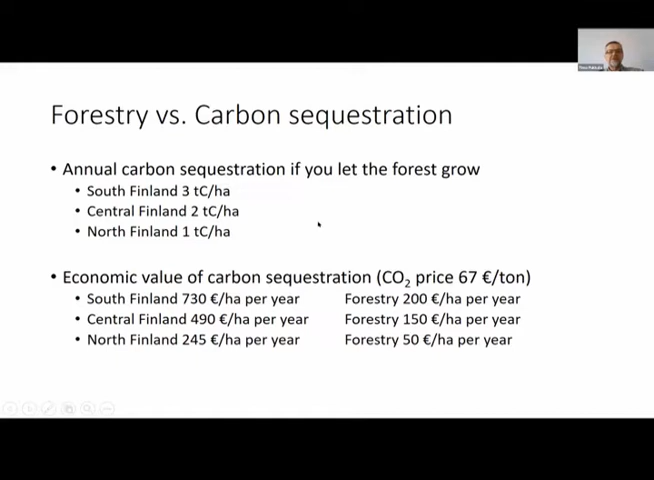 Forestry vs. Carbon sequestration
• Annual carbon sequestration if you let the forest grow
• South Finland 3 tC/ha
• Central Finland 2 tC/ha
• North Finland 1 tC/ha
• Economic value of carbon sequestration (CO₂ price 67 €/ton)
• South Finland 730 €/ha per year Forestry 200 €/ha per year
• Central Finland 490 €/ha per year Forestry 150 €/ha per year
• North Finland 245 €/ha per year Forestry 50 €/ha per year